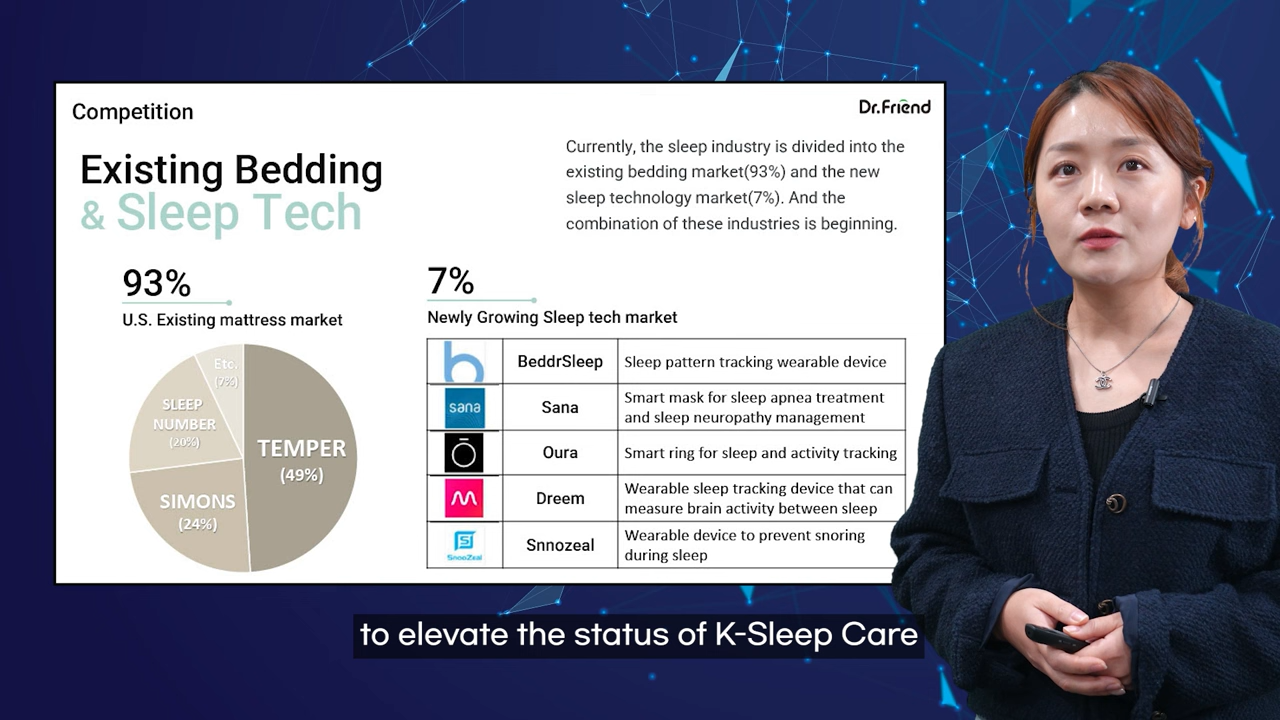 Competition
Dr.Friend
Existing Bedding
& Sleep Tech
Currently, the sleep industry is divided into the
existing bedding market(93%) and the new
sleep technology market(7%). And the
combination of these industries is beginning.
93%
U.S. Existing mattress market
Etc.
(7%)
SLEEP
NUMBER
(20%)
TEMPER
(49%)
SIMONS
(24%)
7%
Newly Growing Sleep tech market
b
BeddrSleep
Sleep pattern tracking wearable device
sana
Sana
Smart mask for sleep apnea treatment
and sleep neuropathy management
Oura
Smart ring for sleep and activity tracking
Dreem
Wearable sleep tracking device that can
measure brain activity between sleep
SnooZeal
Snnozeal
Wearable device to prevent snoring
during sleep
to elevate the status of K-Sleep Care